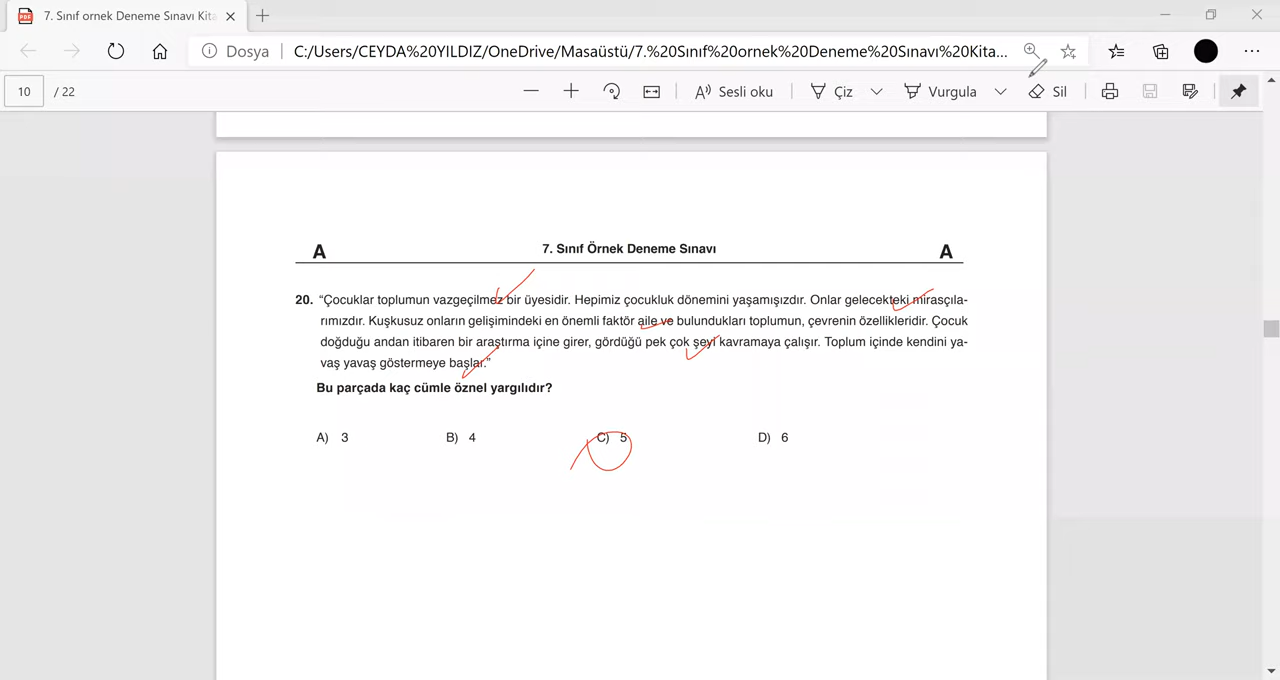 7. Sınıf ornek Deneme Sınavı Kita
Dosya C:/Users/CEYDA%20YILDIZ/OneDrive/Masaüstü/7.%20Sınıf%20ornek%20Deneme%20Sınavı%20Kita...
10 / 22 Sesli oku Çiz Vurgula Sil
A 7. Sınıf Örnek Deneme Sınavı A
20. “Çocuklar toplumun vazgeçilmez bir üyesidir. Hepimiz çocukluk dönemini yaşamışızdır. Onlar gelecekteki mirasçıla-
rımızdır. Kuşkusuz onların gelişimindeki en önemli faktör aile ve bulundukları toplumun, çevrenin özellikleridir. Çocuk
doğduğu andan itibaren bir araştırma içine girer, gördüğü pek çok şeyi kavramaya çalışır. Toplum içinde kendini ya-
vaş yavaş göstermeye başlar.”
Bu parçada kaç cümle öznel yargılıdır?
A) 3 B) 4 C) 5 D) 6